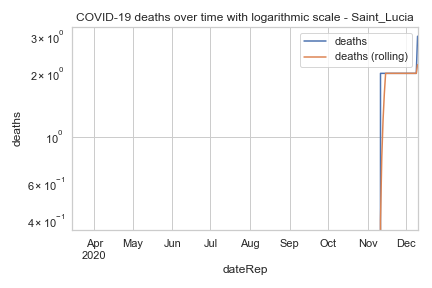 COVID-19 deaths over time with logarithmic scale - Saint_Lucia
deaths
deaths (rolling)
3 × 10⁰
2 × 10⁰
10⁰
6 × 10⁻¹
4 × 10⁻¹
deaths
Apr May Jun Jul Aug Sep Oct Nov Dec
2020
dateRep